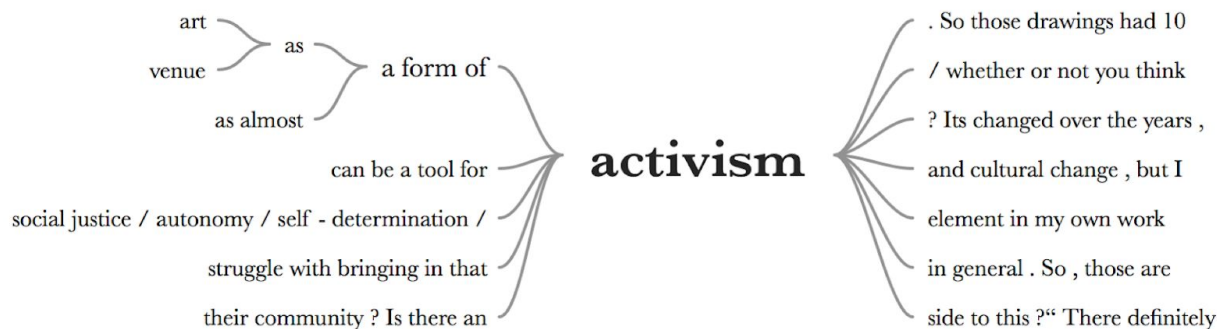 art
as
venue
a form of
as almost
can be a tool for
social justice / autonomy / self - determination /
struggle with bringing in that
their community ? Is there an
activism
. So those drawings had 10
/ whether or not you think
? Its changed over the years ,
and cultural change , but I
element in my own work
in general . So , those are
side to this ?“ There definitely